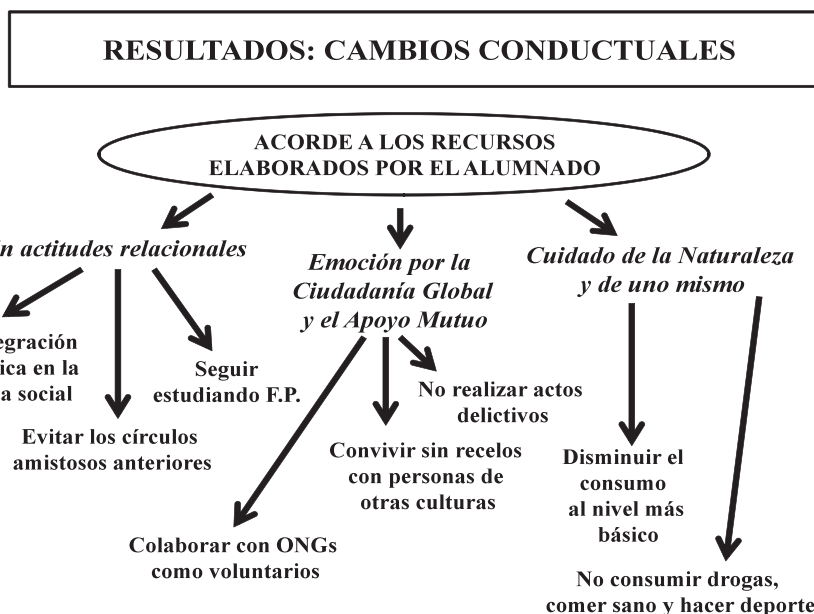 RESULTADOS: CAMBIOS CONDUCTUALES
ACORDE A LOS RECURSOS
ELABORADOS POR EL ALUMNADO
actitudes relacionales
Emoción por la
Ciudadanía Global
y el Apoyo Mutuo
Cuidado de la Naturaleza
y de uno mismo
en la
social
Evitar los círculos
amistosos anteriores
Seguir
estudiando F.P.
Colaborar con ONGs
como voluntarios
Convivir sin recelos
con personas de
otras culturas
No realizar actos
delictivos
Disminuir el
consumo
al nivel más
básico
No consumir drogas,
comer sano y hacer deporte